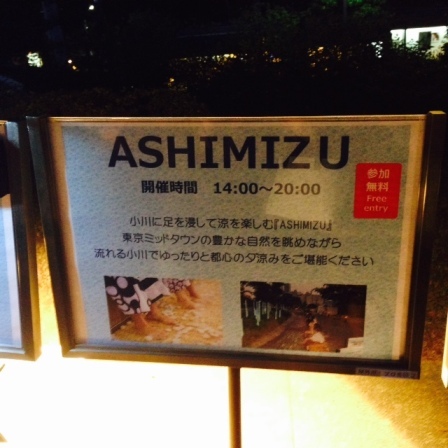 ASHIMIZU
開催時間 14:00～20:00
参加
無料
Free
entry
小川に足を浸して涼を楽しむ『ASHIMIZU』
東京ミッドタウンの豊かな自然を眺めながら
流れる小川でゆったりと都心の夕涼みをご堪能ください